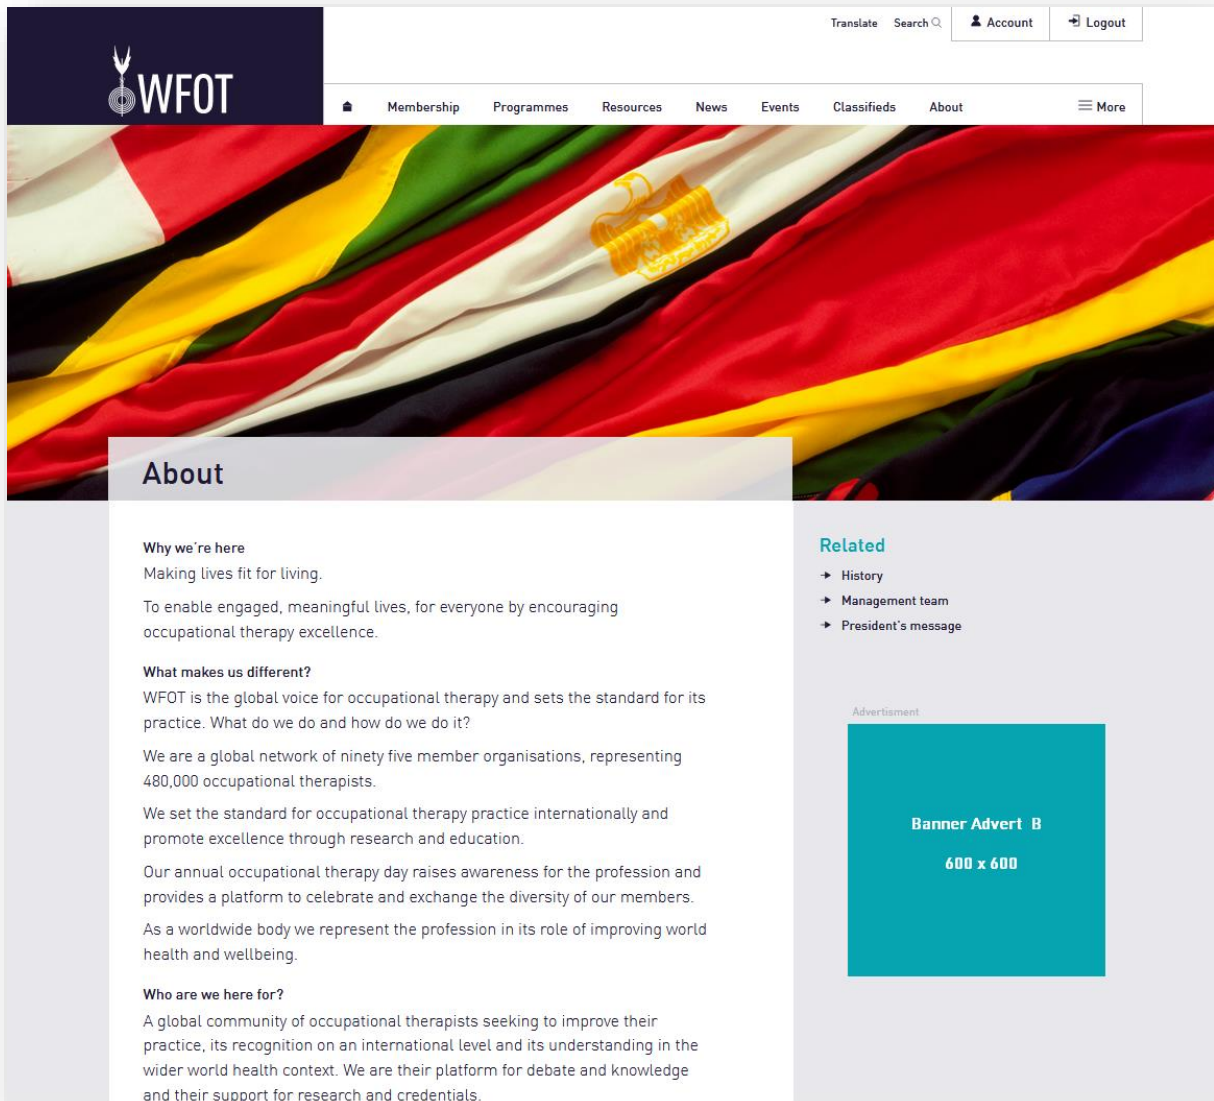 Translate Search Account Logout
WFOT
Membership Programmes Resources News Events Classifieds About More
About
Why we're here
Making lives fit for living.
To enable engaged, meaningful lives, for everyone by encouraging
occupational therapy excellence.
What makes us different?
WFOT is the global voice for occupational therapy and sets the standard for its
practice. What do we do and how do we do it?
We are a global network of ninety five member organisations, representing
480,000 occupational therapists.
We set the standard for occupational therapy practice internationally and
promote excellence through research and education.
Our annual occupational therapy day raises awareness for the profession and
provides a platform to celebrate and exchange the diversity of our members.
As a worldwide body we represent the profession in its role of improving world
health and wellbeing.
Who are we here for?
A global community of occupational therapists seeking to improve their
practice, its recognition on an international level and its understanding in the
wider world health context. We are their platform for debate and knowledge
and their support for research and credentials.
Related
History
Management team
President's message
Advertisment
Banner Advert B
600 x 600